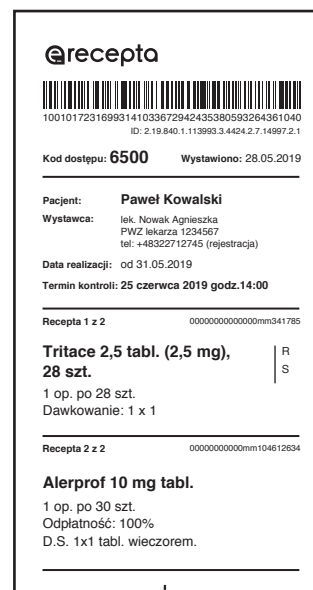 erecepta
10010172316993141033672942435380593264361040
ID: 2.19.840.1.113993.3.4424.2.7.14997.2.1
Kod dostępu: 6500 Wystawiono: 28.05.2019
Pacjent: Paweł Kowalski
Wystawca: lek. Nowak Agnieszka
PWZ lekarza 1234567
tel: +48322712745 (rejestracja)
Data realizacji: od 31.05.2019
Termin kontroli: 25 czerwca 2019 godz.14:00
Recepta 1 z 2 00000000000000mm341785
Tritace 2,5 tabl. (2,5 mg), R
28 szt. S
1 op. po 28 szt.
Dawkowanie: 1 x 1
Recepta 2 z 2 00000000000mm104612634
Alerprof 10 mg tabl.
1 op. po 30 szt.
Odpłatność: 100%
D.S. 1x1 tabl. wieczorem.